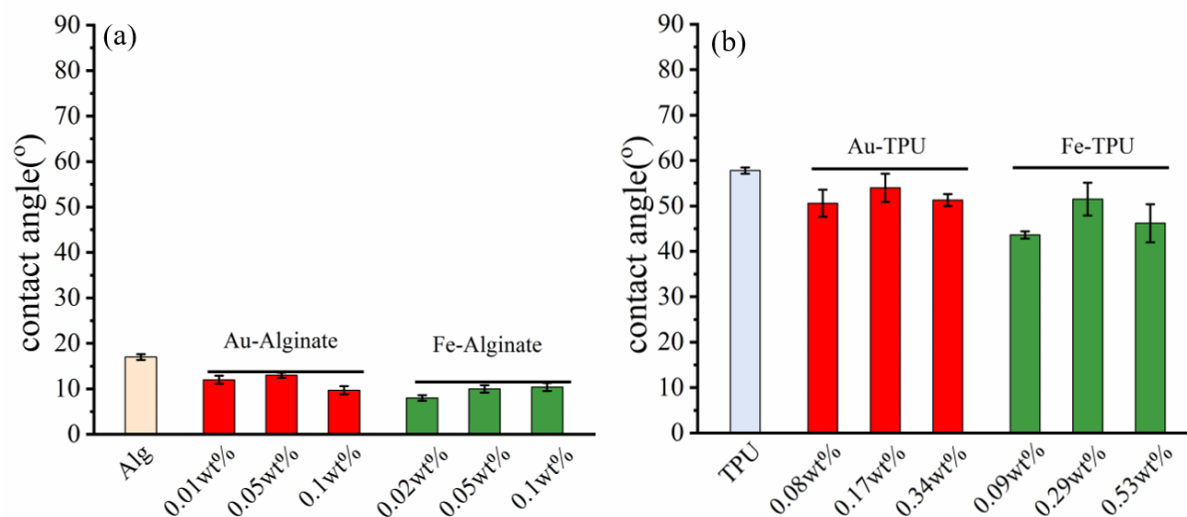 (a)
contact angle(°)
90
80
70
60
50
40
30
20
10
0
Au-Alginate
Fe-Alginate
Alg
0.01wt%
0.05wt%
0.1wt%
0.02wt%
0.05wt%
0.1wt%
(b)
contact angle(°)
90
80
70
60
50
40
30
20
10
0
Au-TPU
Fe-TPU
TPU
0.08wt%
0.17wt%
0.34wt%
0.09wt%
0.29wt%
0.53wt%